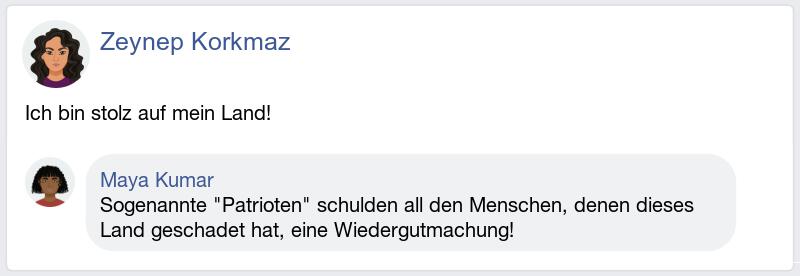 Zeynep Korkmaz
Ich bin stolz auf mein Land!
Maya Kumar
Sogenannte "Patrioten" schulden all den Menschen, denen dieses
Land geschadet hat, eine Wiedergutmachung!